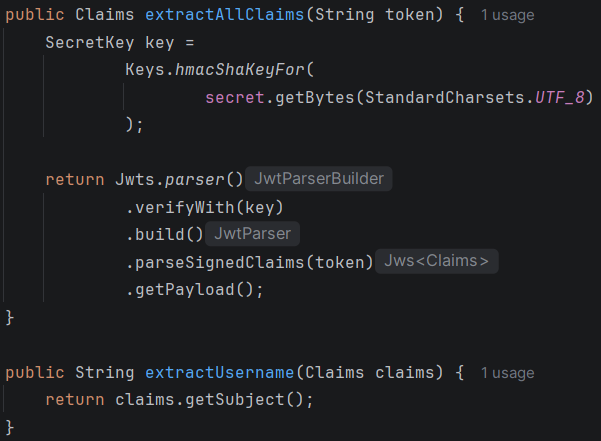 public Claims extractAllClaims(String token) { 1 usage
SecretKey key =
Keys.hmacShaKeyFor(
secret.getBytes(StandardCharsets.UTF_8)
);
return Jwts.parser() JwtParserBuilder
.verifyWith(key)
.build() JwtParser
.parseSignedClaims(token) Jws<Claims>
.getPayload();
}
public String extractUsername(Claims claims) { 1 usage
return claims.getSubject();
}